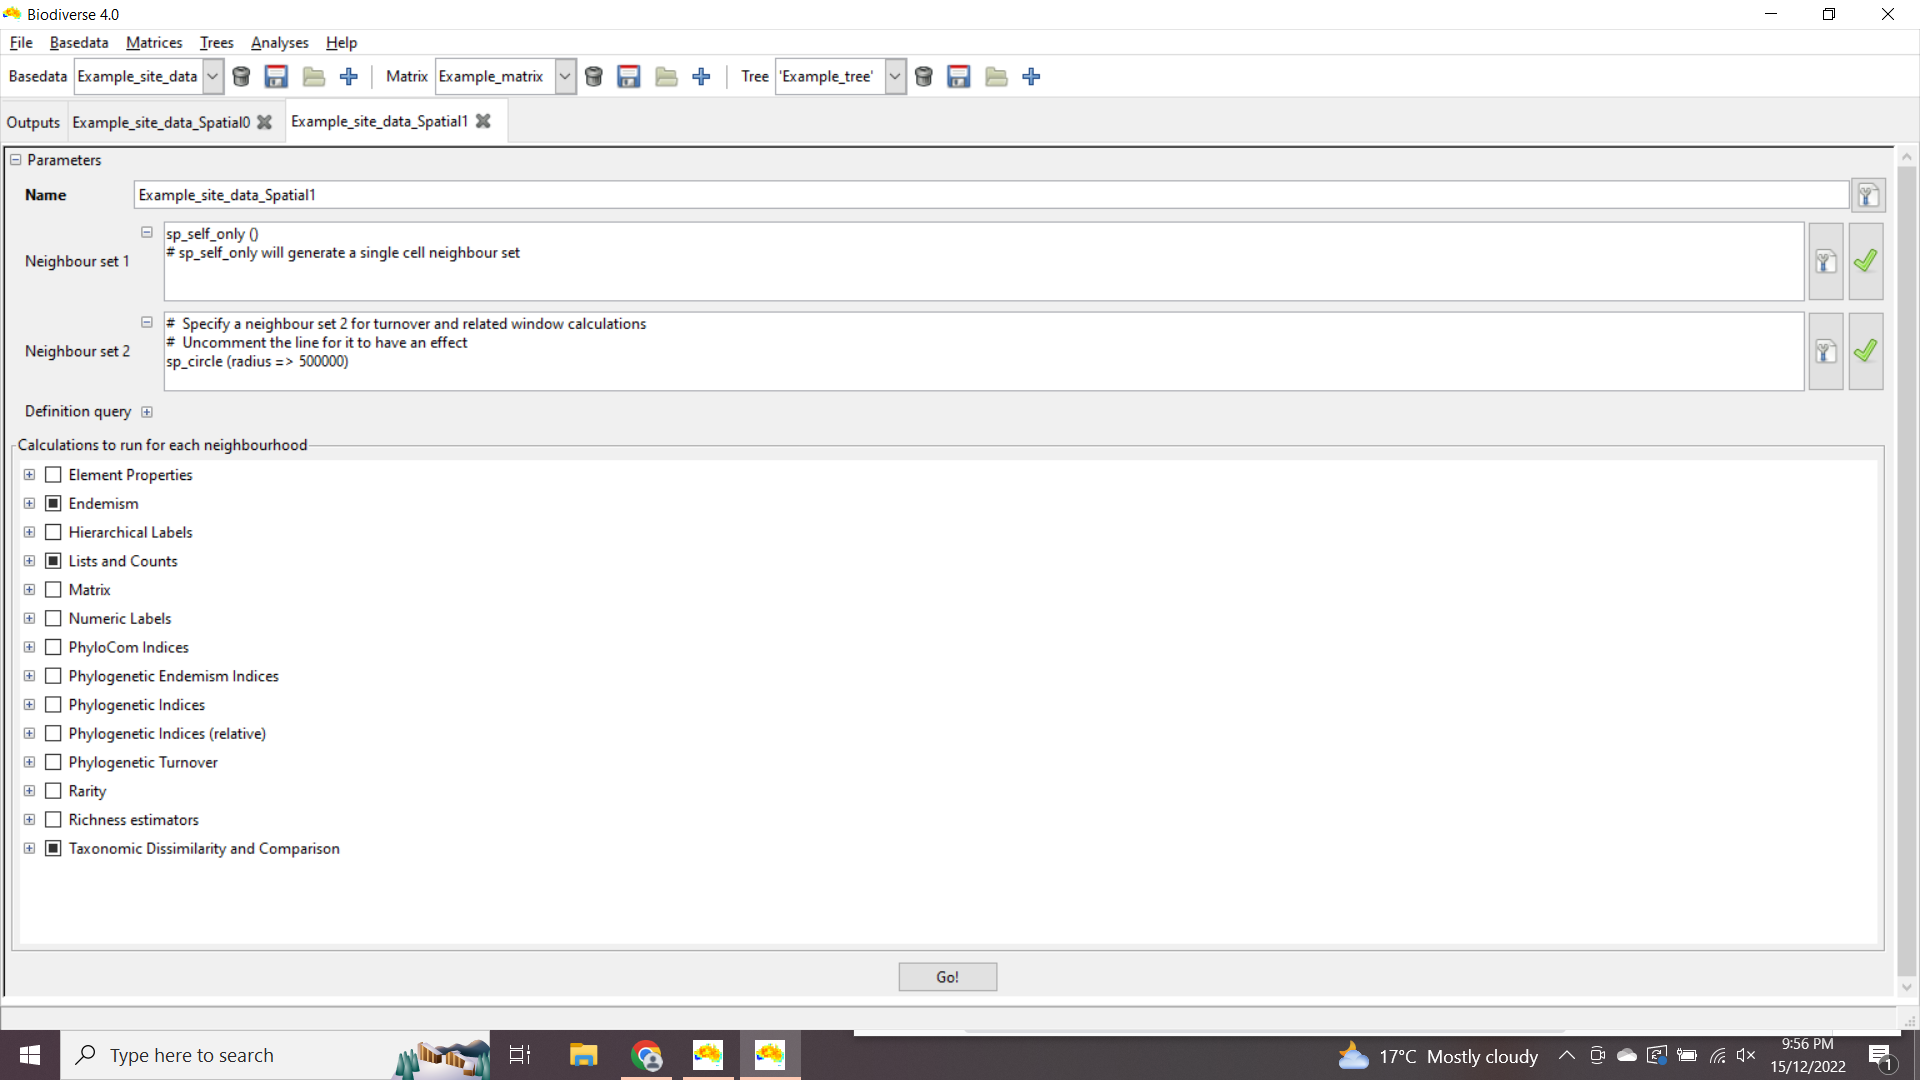 Biodiverse 4.0
File Basedata Matrices Trees Analyses Help
Basedata Example_site_data Matrix Example_matrix Tree 'Example_tree'
Outputs Example_site_data_Spatial0 Example_site_data_Spatial1
Parameters
Name Example_site_data_Spatial1
Neighbour set 1
sp_self_only ()
# sp_self_only will generate a single cell neighbour set
Neighbour set 2
# Specify a neighbour set 2 for turnover and related window calculations
# Uncomment the line for it to have an effect
sp_circle (radius => 500000)
Definition query
Calculations to run for each neighbourhood
Element Properties
Endemism
Hierarchical Labels
Lists and Counts
Matrix
Numeric Labels
PhyloCom Indices
Phylogenetic Endemism Indices
Phylogenetic Indices
Phylogenetic Indices (relative)
Phylogenetic Turnover
Rarity
Richness estimators
Taxonomic Dissimilarity and Comparison
Go!
Type here to search
17°C Mostly cloudy
9:56 PM
15/12/2022
1